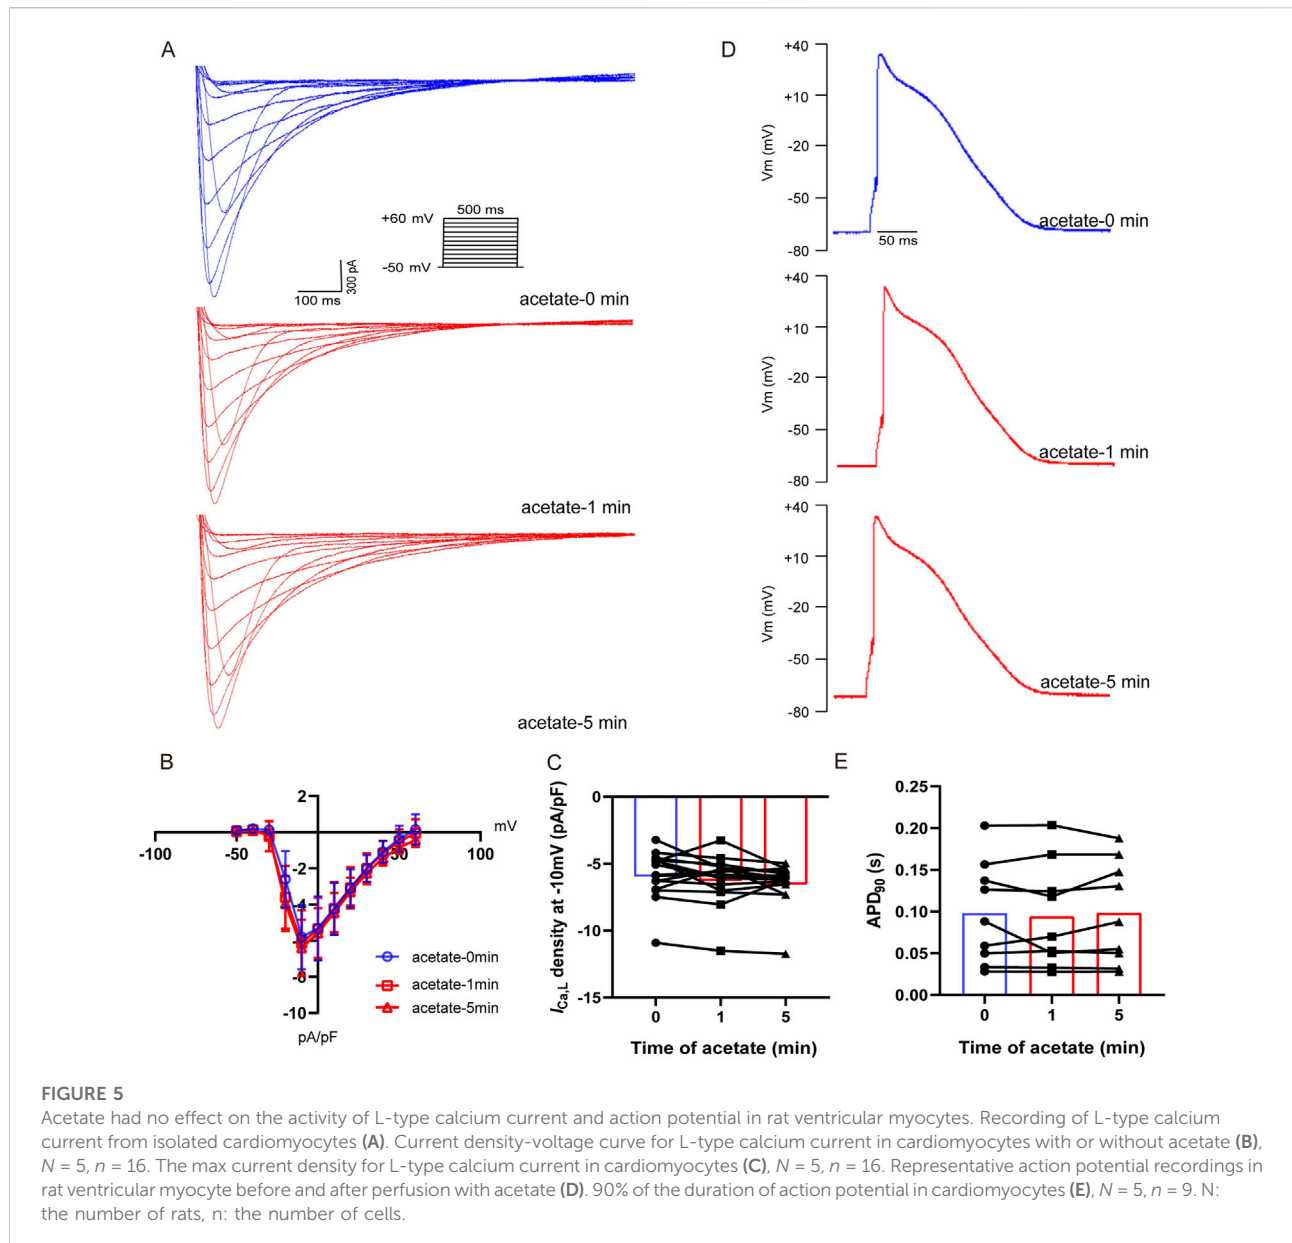 A
500 ms
+60 mV
-50 mV
300 pA
100 ms
acetate-0 min
acetate-1 min
acetate-5 min
D
+40
+10
-20
-50
-80
Vm (mV)
acetate-0 min
50 ms
+40
+10
-20
-50
-80
Vm (mV)
acetate-1 min
+40
+10
-20
-50
-80
Vm (mV)
acetate-5 min
B
2
mV
-100
-50
50
100
-2
-4
-6
-8
-10
pA/pF
acetate-0min
acetate-1min
acetate-5min
C
I Ca,L density at -10mV (pA/pF)
0
-5
-10
-15
0 1 5
Time of acetate (min)
E
APD90 (s)
0.25
0.20
0.15
0.10
0.05
0.00
0 1 5
Time of acetate (min)
FIGURE 5
Acetate had no effect on the activity of L-type calcium current and action potential in rat ventricular myocytes. Recording of L-type calcium
current from isolated cardiomyocytes (A). Current density-voltage curve for L-type calcium current in cardiomyocytes with or without acetate (B),
N = 5, n = 16. The max current density for L-type calcium current in cardiomyocytes (C), N = 5, n = 16. Representative action potential recordings in
rat ventricular myocyte before and after perfusion with acetate (D). 90% of the duration of action potential in cardiomyocytes (E), N = 5, n = 9. N:
the number of rats, n: the number of cells.